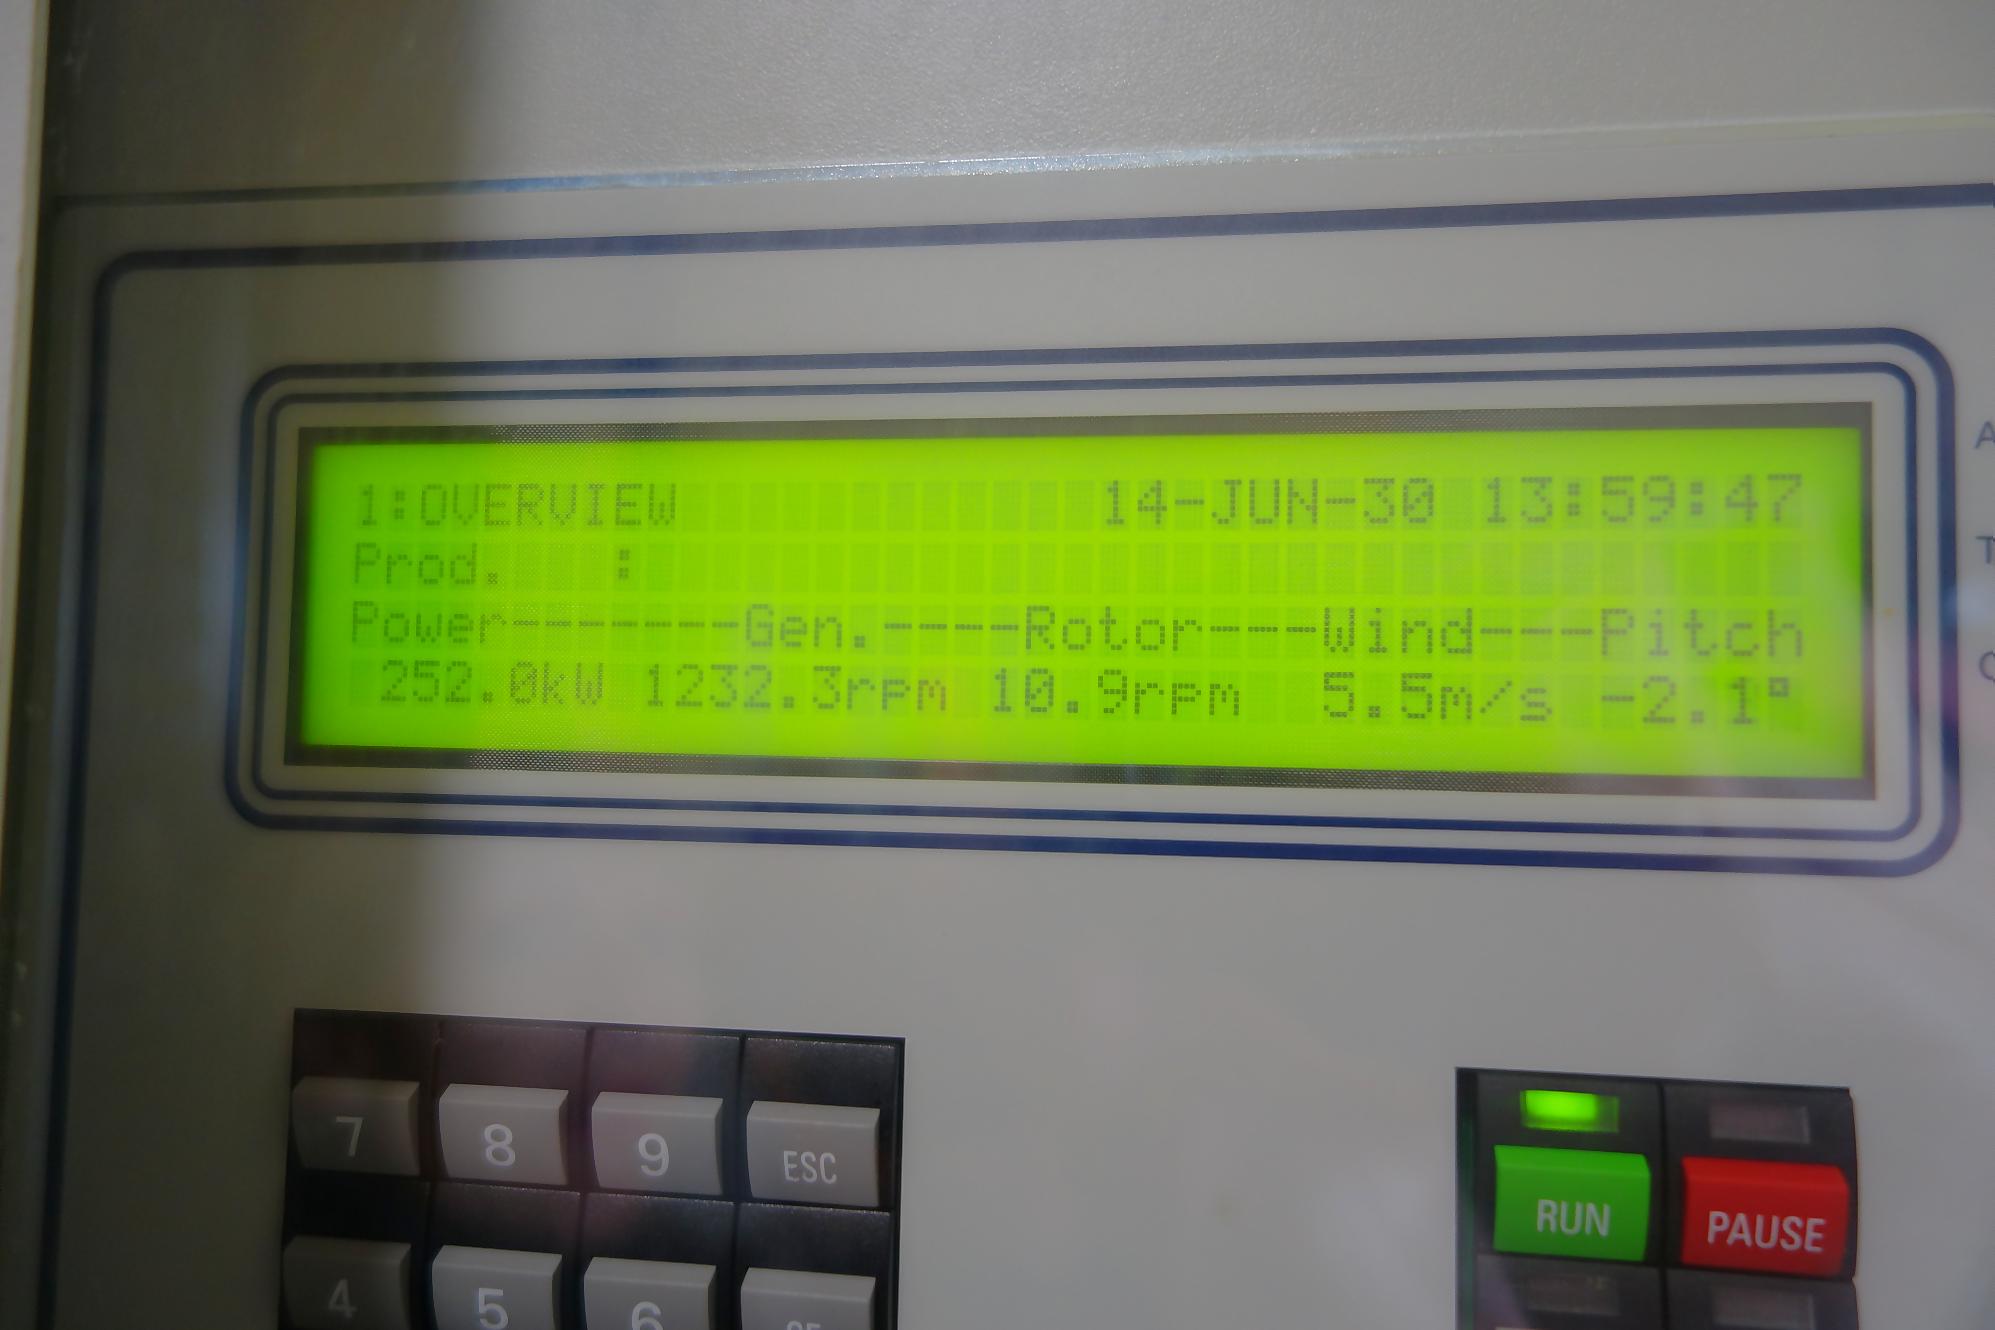 1:OVERVIEW 14-JUN-30 13:59:47
Prod. :
Power-------Gen.----Rotor---Wind---Pitch
252.0kW 1232.3rpm 10.9rpm 5.5m/s -2.1°
7 8 9 ESC
RUN PAUSE
4 5 6